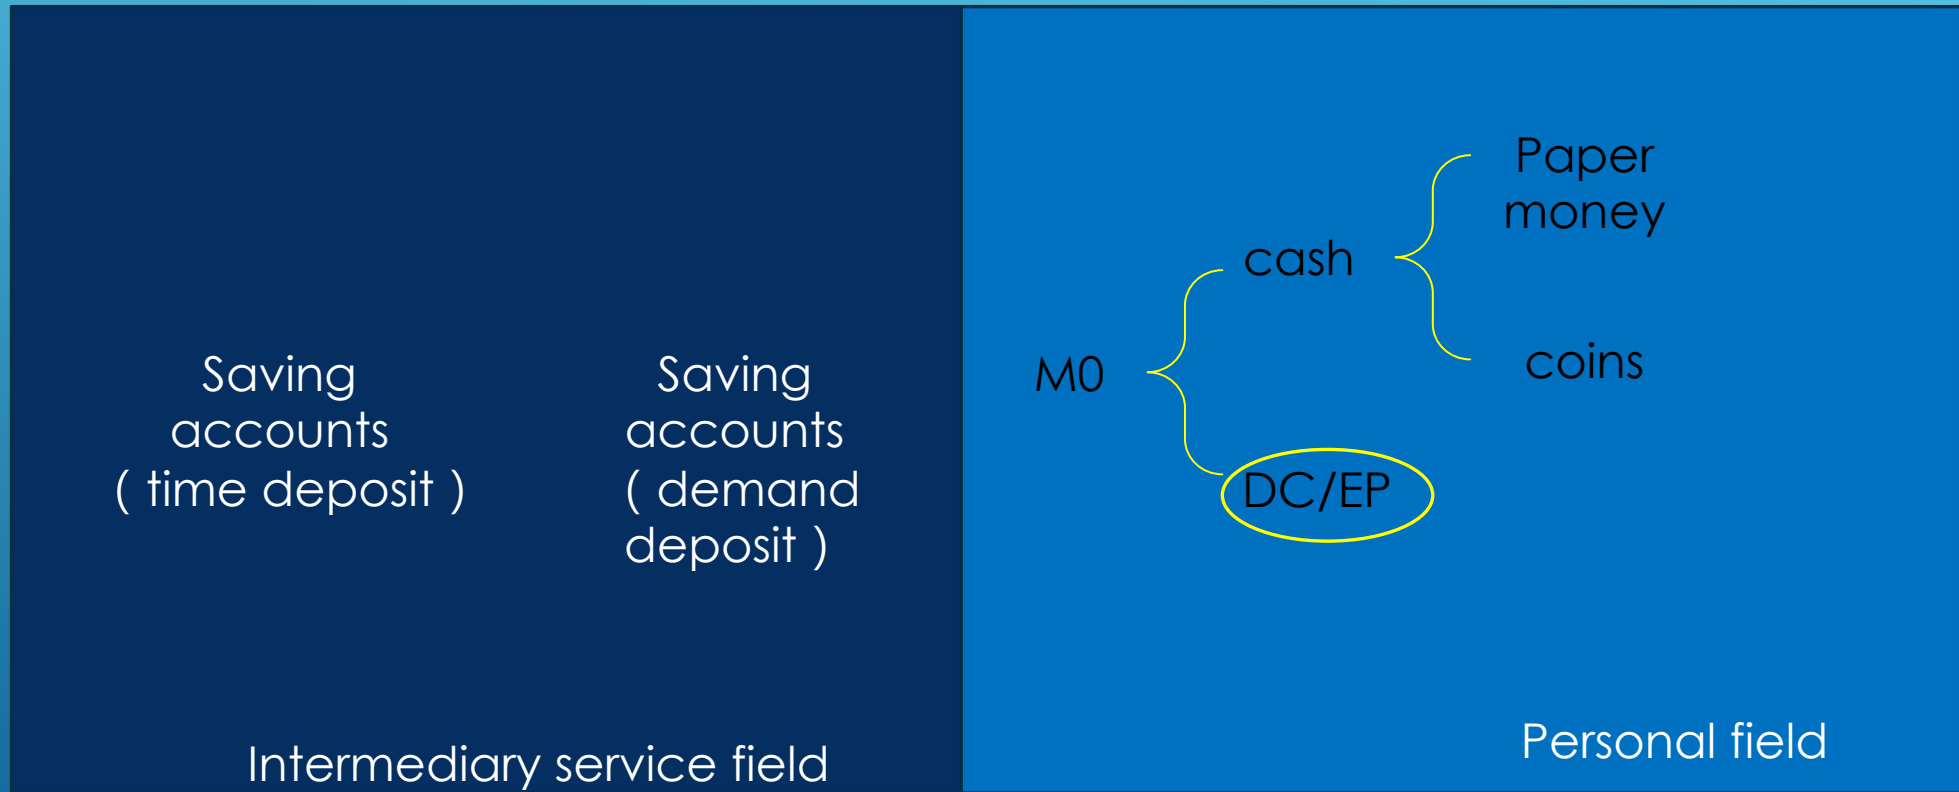 Saving
accounts
( time deposit )
Saving
accounts
( demand
deposit )
Intermediary service field
M0
cash
Paper
money
coins
DC/EP
Personal field